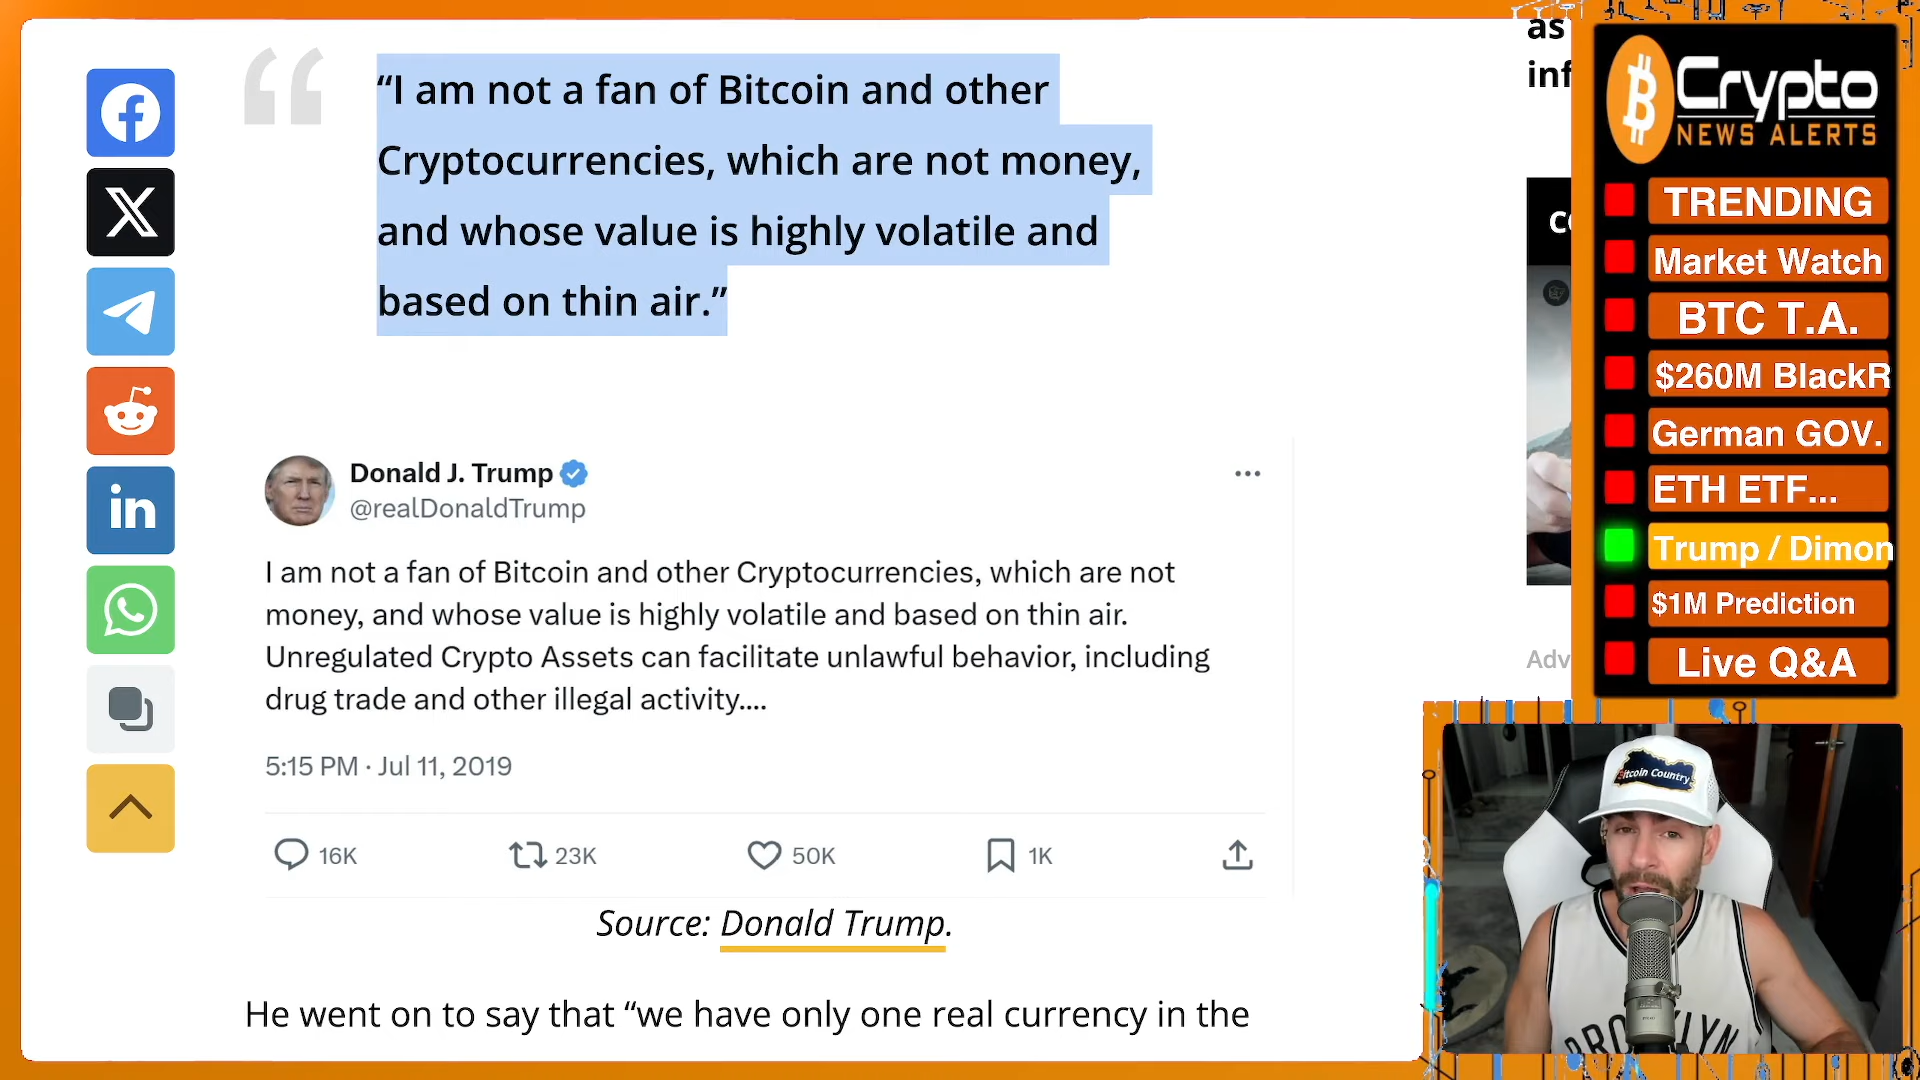 “I am not a fan of Bitcoin and other
Cryptocurrencies, which are not money,
and whose value is highly volatile and
based on thin air.”
Donald J. Trump
@realDonaldTrump
I am not a fan of Bitcoin and other Cryptocurrencies, which are not
money, and whose value is highly volatile and based on thin air.
Unregulated Crypto Assets can facilitate unlawful behavior, including
drug trade and other illegal activity....
5:15 PM · Jul 11, 2019
16K
23K
50K
1K
Source: Donald Trump.
He went on to say that “we have only one real currency in the
as
inf
Adv
Crypto
NEWS ALERTS
TRENDING
Market Watch
BTC T.A.
$260M BlackR
German GOV.
ETH ETF...
Trump / Dimon
$1M Prediction
Live Q&A
Bitcoin Country
BROOKLYN